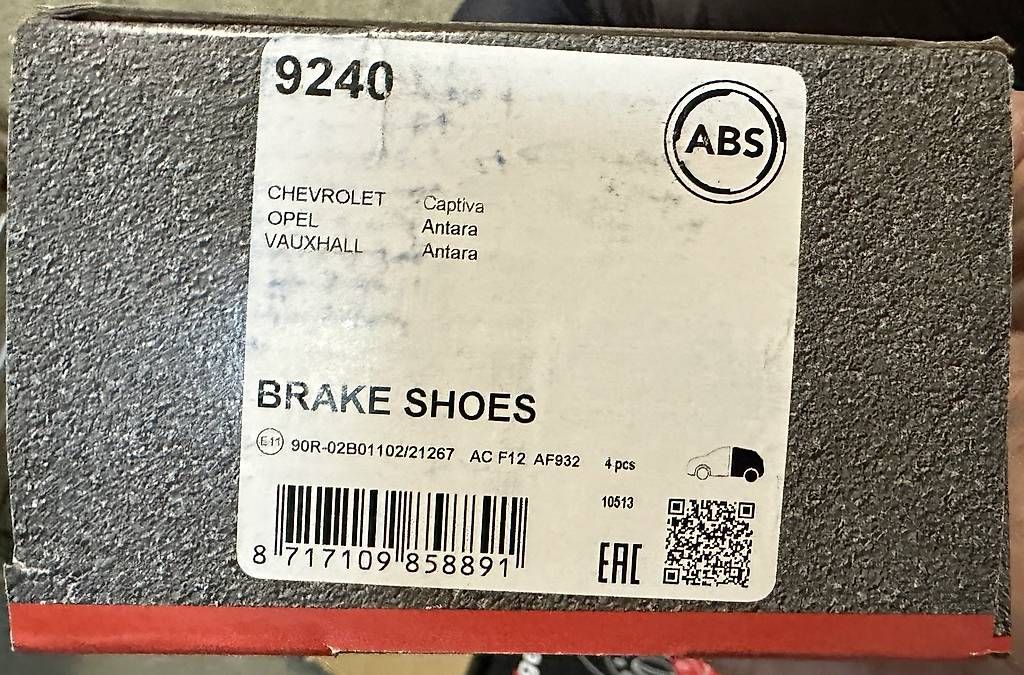 9240
ABS
CHEVROLET Captiva
OPEL Antara
VAUXHALL Antara
BRAKE SHOES
E11 90R-02B01102/21267 AC F12 AF932 4 pcs
10513
8 717109 858891
EAC